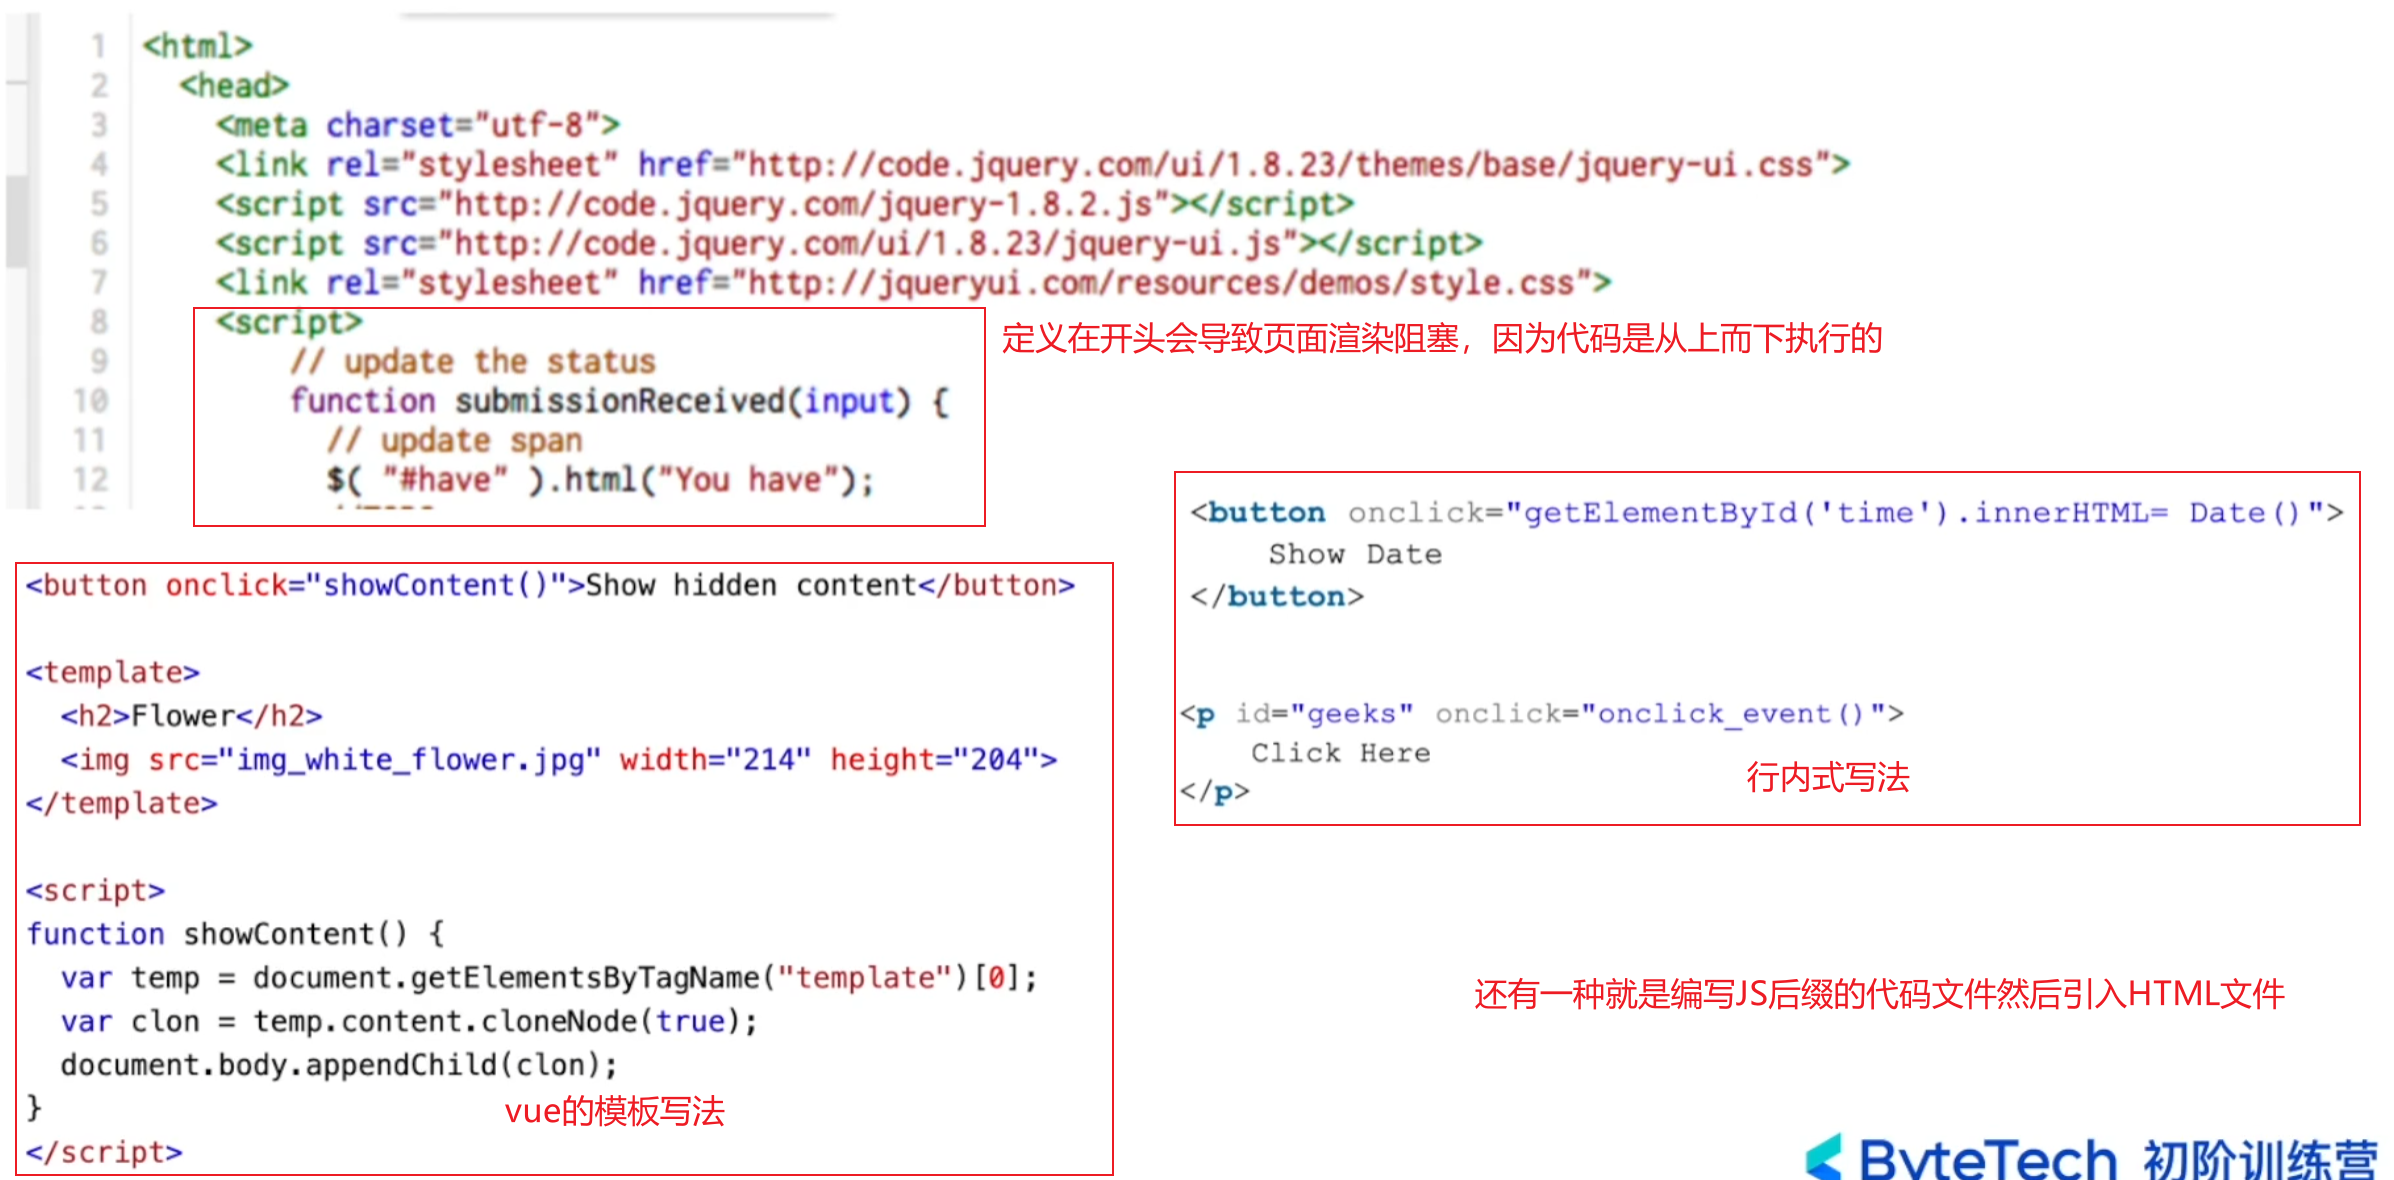 1 <html>
2 <head>
3 <meta charset="utf-8">
4 <link rel="stylesheet" href="http://code.jquery.com/ui/1.8.23/themes/base/jquery-ui.css">
5 <script src="http://code.jquery.com/jquery-1.8.2.js"></script>
6 <script src="http://code.jquery.com/ui/1.8.23/jquery-ui.js"></script>
7 <link rel="stylesheet" href="http://jqueryui.com/resources/demos/style.css">
8 <script>
9 // update the status
10 function submissionReceived(input) {
11 // update span
12 $( "#have" ).html("You have");
定义在开头会导致页面渲染阻塞，因为代码是从上而下执行的
<button onclick="showContent()">Show hidden content</button>
<template>
<h2>Flower</h2>
<img src="img_white_flower.jpg" width="214" height="204">
</template>
<script>
function showContent() {
var temp = document.getElementsByTagName("template")[0];
var clon = temp.content.cloneNode(true);
document.body.appendChild(clon);
}
</script>
vue的模板写法
<button onclick="getElementById('time').innerHTML= Date()">
Show Date
</button>
<p id="geeks" onclick="onclick_event()">
Click Here
</p>
行内式写法
还有一种就是编写JS后缀的代码文件然后引入HTML文件
ByteTech 初阶训练营